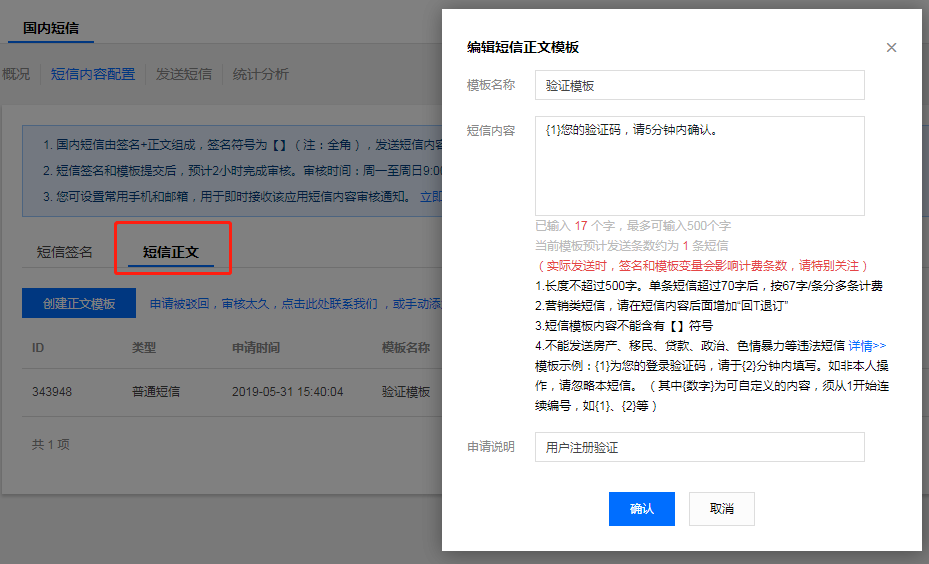 国内短信
概况 短信内容配置 发送短信 统计分析
1. 国内短信由签名+正文组成，签名符号为【】（注：全角），发送短信内容
2. 短信签名和模板提交后，预计2小时完成审核。审核时间：周一至周日9:00
3. 您可设置常用手机和邮箱，用于即时接收该应用短信内容审核通知。 立即
短信签名 短信正文
创建正文模板 申请被驳回，审核太久，点击此处联系我们 ，或手动添
ID 类型 申请时间 模板名称
343948 普通短信 2019-05-31 15:40:04 验证模板
共 1 项
编辑短信正文模板
模板名称 验证模板
短信内容 {1}您的验证码，请5分钟内确认。
已输入 17 个字，最多可输入500个字
当前模板预计发送条数约为 1 条短信
（实际发送时，签名和模板变量会影响计费条数，请特别关注）
1.长度不超过500字。单条短信超过70字后，按67字/条分多条计费
2.营销类短信，请在短信内容后面增加“回T退订”
3.短信模板内容不能含有【】符号
4.不能发送房产、移民、贷款、政治、色情暴力等违法短信 详情>>
模板示例：{1}为您的登录验证码，请于{2}分钟内填写。如非本人操
作，请忽略本短信。（其中{数字}为可自定义的内容，须从1开始连
续编号，如{1}、{2}等）
申请说明 用户注册验证
确认 取消